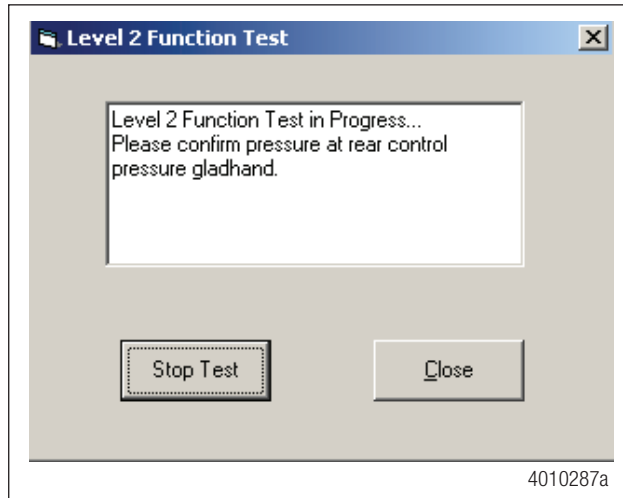 Level 2 Function Test
Level 2 Function Test in Progress...
Please confirm pressure at rear control
pressure gladhand.
Stop Test
Close
4010287a